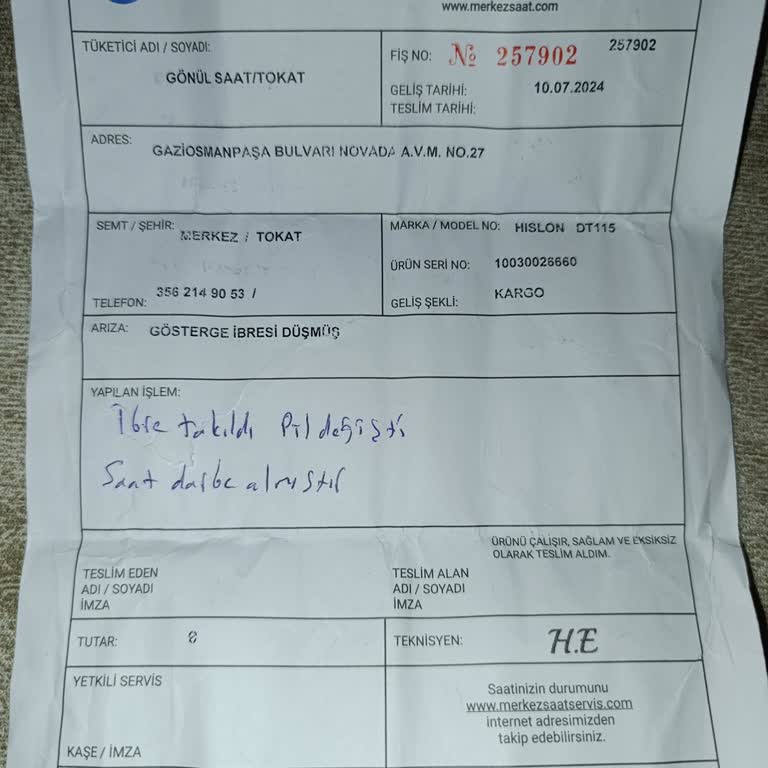 www.merkezsaat.com
TÜKETİCİ ADI / SOYADI:
GÖNÜL SAAT/TOKAT
FİŞ NO: № 257902 257902
GELİŞ TARİHİ: 10.07.2024
TESLİM TARİHİ:
ADRES: GAZİOSMANPAŞA BULVARI NOVADA A.V.M. NO.27
SEMT / ŞEHİR: MERKEZ / TOKAT
TELEFON: 356 214 90 53 /
MARKA / MODEL NO: HISLON DT115
ÜRÜN SERİ NO: 10030026660
GELİŞ ŞEKLİ: KARGO
ARIZA: GÖSTERGE İBRESİ DÜŞMÜŞ
YAPILAN İŞLEM:
İbre takıldı Pil değişti
Saat darbe almıştır
ÜRÜNÜ ÇALIŞIR, SAĞLAM VE EKSİKSİZ
OLARAK TESLİM ALDIM.
TESLİM EDEN
ADI / SOYADI
İMZA
TESLİM ALAN
ADI / SOYADI
İMZA
TUTAR:
TEKNİSYEN: H.E
YETKİLİ SERVİS
KAŞE / İMZA
Saatinizin durumunu
www.merkezsaatservis.com
internet adresimizden
takip edebilirsiniz.